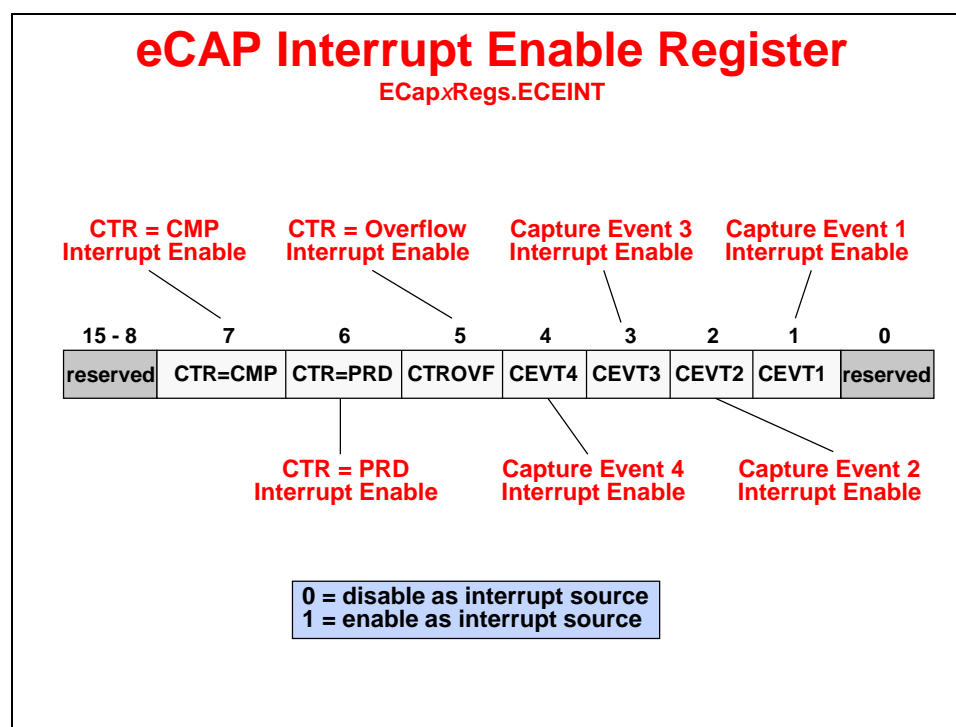 eCAP Interrupt Enable Register
ECapxRegs.ECEINT
CTR = CMP
Interrupt Enable
CTR = Overflow
Interrupt Enable
Capture Event 3
Interrupt Enable
Capture Event 1
Interrupt Enable
15 - 8 7 6 5 4 3 2 1 0
reserved CTR=CMP CTR=PRD CTROVF CEVT4 CEVT3 CEVT2 CEVT1 reserved
CTR = PRD
Interrupt Enable
Capture Event 4
Interrupt Enable
Capture Event 2
Interrupt Enable
0 = disable as interrupt source
1 = enable as interrupt source